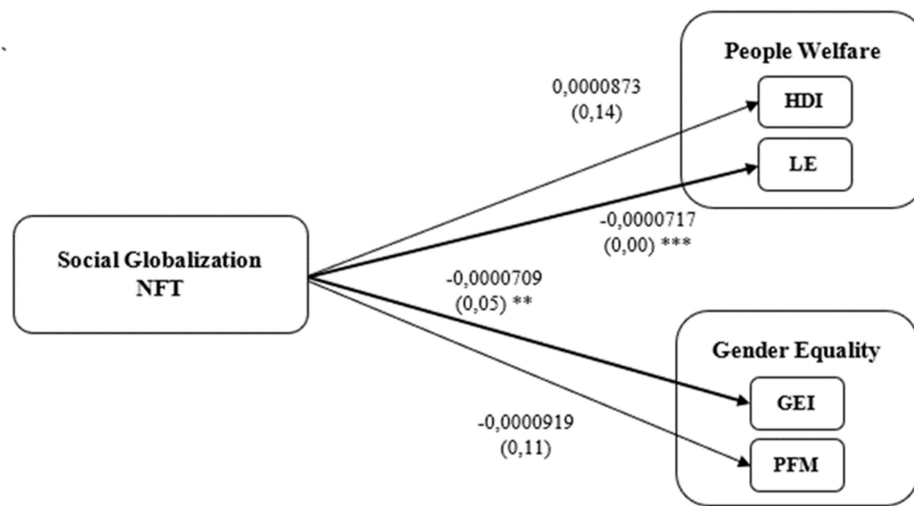 People Welfare
0,0000873
(0,14)
HDI
LE
-0,0000717
(0,00) ***
Social Globalization
NFT
-0,0000709
(0,05) **
Gender Equality
GEI
-0,0000919
(0,11)
PFM